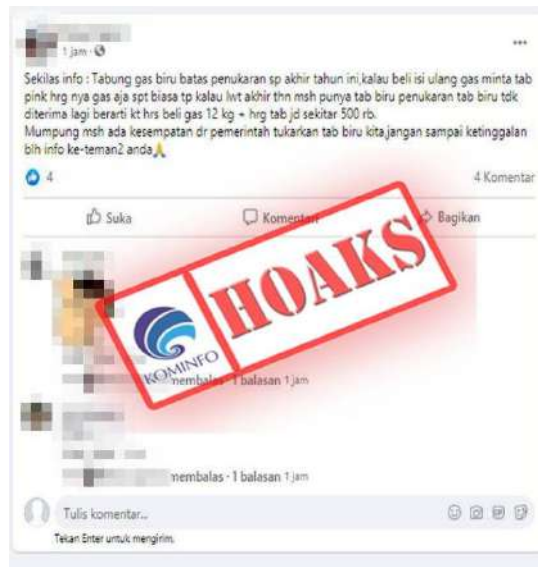 1 jam
Sekilas info : Tabung gas biru batas penukaran sp akhir tahun ini,kalau beli isi ulang gas minta tab
pink hrg nya gas aja spt biasa tp kalau lwt akhir thn msh punya tab biru penukaran tab biru tdk
diterima lagi berarti kt hrs beli gas 12 kg + hrg tab jd sekitar 500 rb.
Mumpung msh ada kesempatan dr pemerintah tukarkan tab biru kita,jangan sampai ketinggalan
blh info ke-teman2 anda🙏
4
4 Komentar
Suka
Komentari
Bagikan
HOAKS
KOMINFO
membalas · 1 balasan 1 jam
membalas · 1 balasan 1 jam
Tulis komentar...
Tekan Enter untuk mengirim.